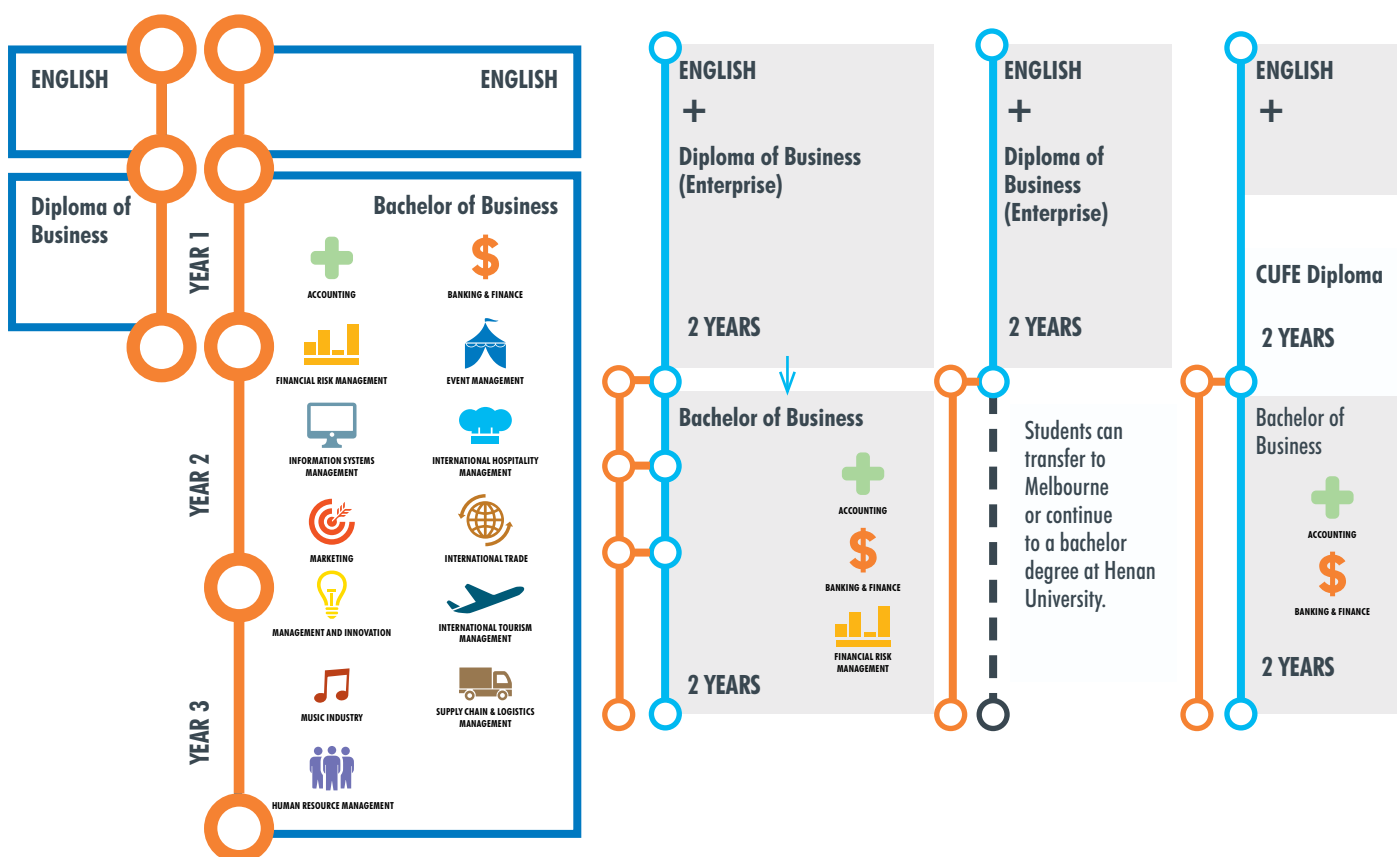 ENGLISH
ENGLISH
Diploma of
Business
YEAR 1
YEAR 2
YEAR 3
Bachelor of Business
ACCOUNTING
BANKING & FINANCE
FINANCIAL RISK MANAGEMENT
EVENT MANAGEMENT
INFORMATION SYSTEMS
MANAGEMENT
INTERNATIONAL HOSPITALITY
MANAGEMENT
MARKETING
INTERNATIONAL TRADE
MANAGEMENT AND INNOVATION
INTERNATIONAL TOURISM
MANAGEMENT
MUSIC INDUSTRY
SUPPLY CHAIN & LOGISTICS
MANAGEMENT
HUMAN RESOURCE MANAGEMENT
ENGLISH
+
Diploma of Business
(Enterprise)
2 YEARS
Bachelor of Business
ACCOUNTING
BANKING & FINANCE
FINANCIAL RISK
MANAGEMENT
2 YEARS
ENGLISH
+
Diploma of
Business
(Enterprise)
2 YEARS
Students can
transfer to
Melbourne
or continue
to a bachelor
degree at Henan
University.
ENGLISH
+
CUFE Diploma
2 YEARS
Bachelor of
Business
ACCOUNTING
BANKING & FINANCE
2 YEARS